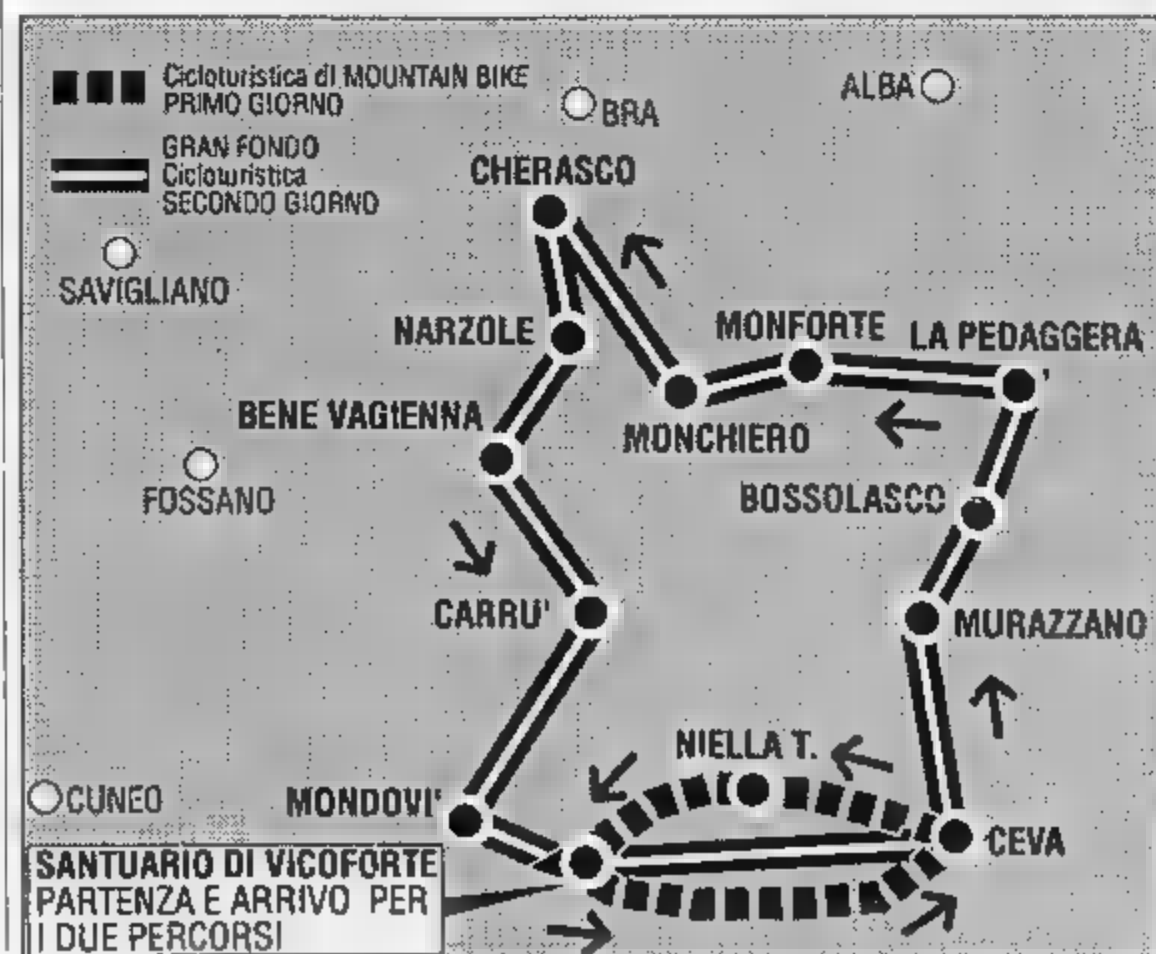 Cicloturistica di MOUNTAIN BIKE
PRIMO GIORNO
GRAN FONDO
Cicloturistica
SECONDO GIORNO
BRA
ALBA
CHERASCO
SAVIGLIANO
NARZOLE
MONFORTE
LA PEDAGGERA
BENE VAGIENNA
MONCHIERO
FOSSANO
BOSSOLASCO
CARRU'
MURAZZANO
NIELLA T.
CUNEO
MONDOVI'
CEVA
SANTUARIO DI VICOFORTE
PARTENZA E ARRIVO PER
I DUE PERCORSI